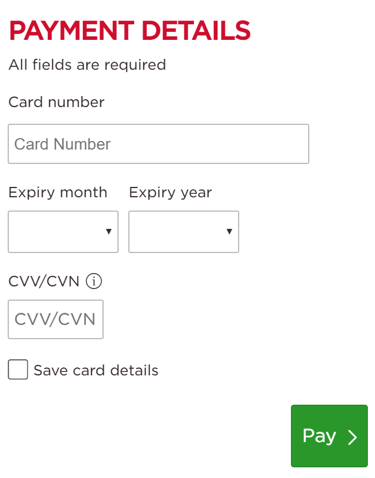 PAYMENT DETAILS
All fields are required
Card number
Card Number
Expiry month Expiry year
CVV/CVN
CVV/CVN
Save card details
Pay